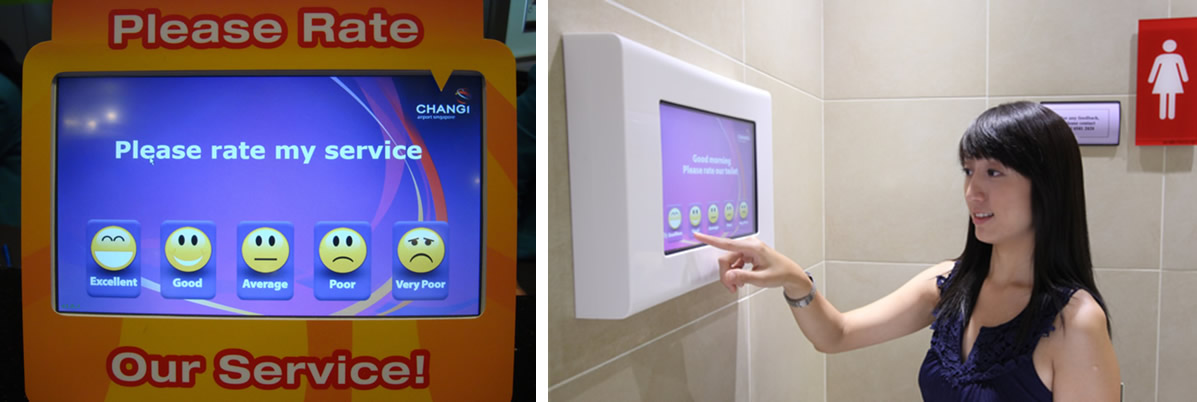 Please Rate
CHANGI
airport singapore
Please rate my service
Excellent Good Average Poor Very Poor
Our Service!
Good morning
Please rate our toilet